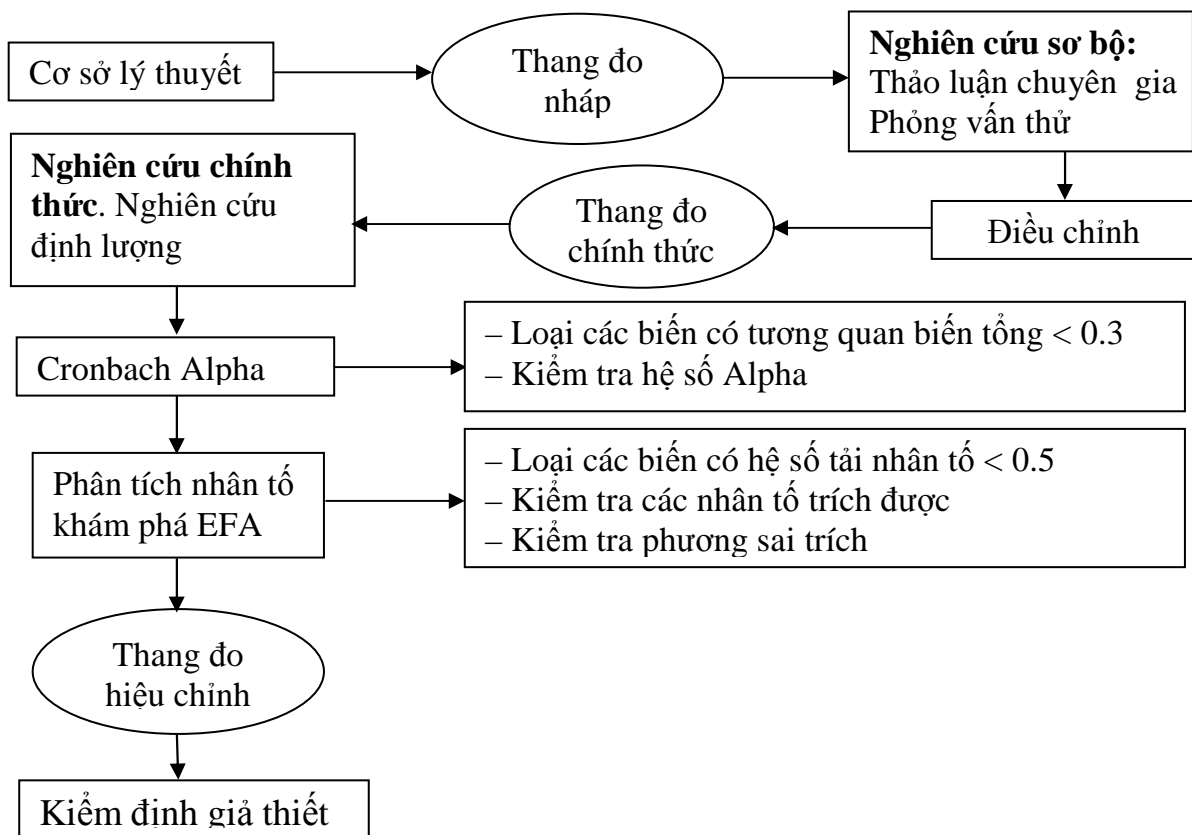 Cơ sở lý thuyết
Thang đo
nháp
Nghiên cứu sơ bộ:
Thảo luận chuyên gia
Phỏng vấn thử
Nghiên cứu chính
thức. Nghiên cứu
định lượng
Thang đo
chính thức
Điều chỉnh
Cronbach Alpha
– Loại các biến có tương quan biến tổng < 0.3
– Kiểm tra hệ số Alpha
Phân tích nhân tố
khám phá EFA
– Loại các biến có hệ số tải nhân tố < 0.5
– Kiểm tra các nhân tố trích được
– Kiểm tra phương sai trích
Thang đo
hiệu chỉnh
Kiểm định giả thiết